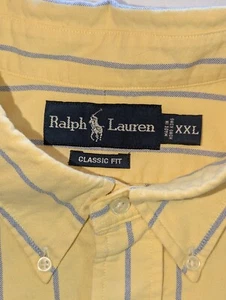 Ralph Lauren
XXL
CLASSIC FIT